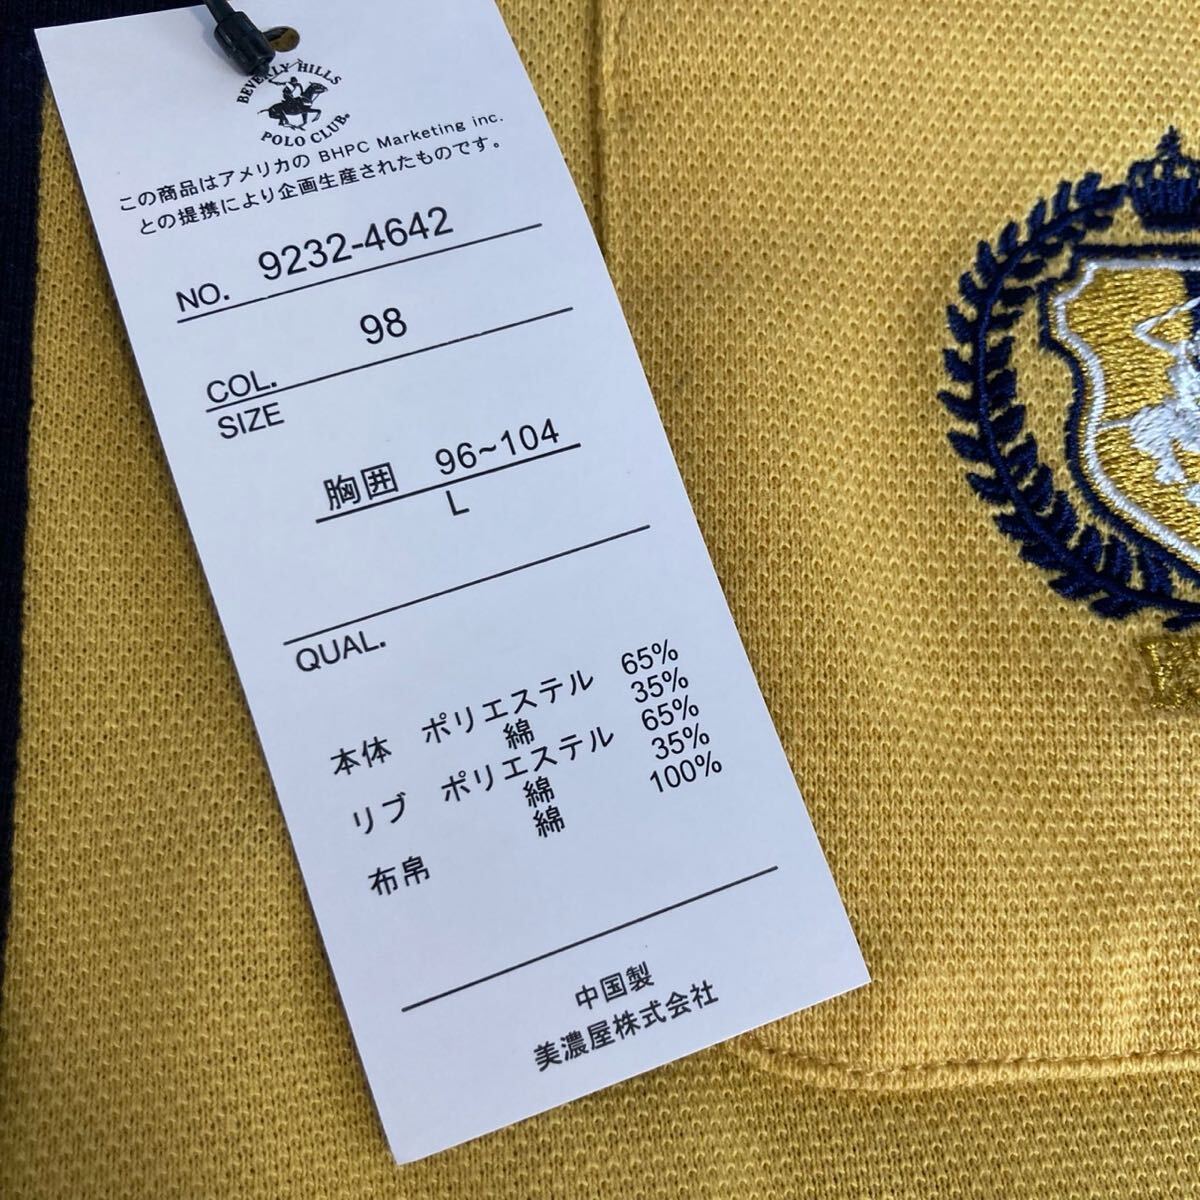 BEVERLY HILLS
POLO CLUB®
この商品はアメリカの BHPC Marketing inc.
との提携により企画生産されたものです。
NO. 9232-4642
COL. 98
SIZE
胸囲 96~104
L
QUAL.
本体 ポリエステル 65%
綿 35%
リブ ポリエステル 65%
綿 35%
布帛 綿 100%
中国製
美濃屋株式会社